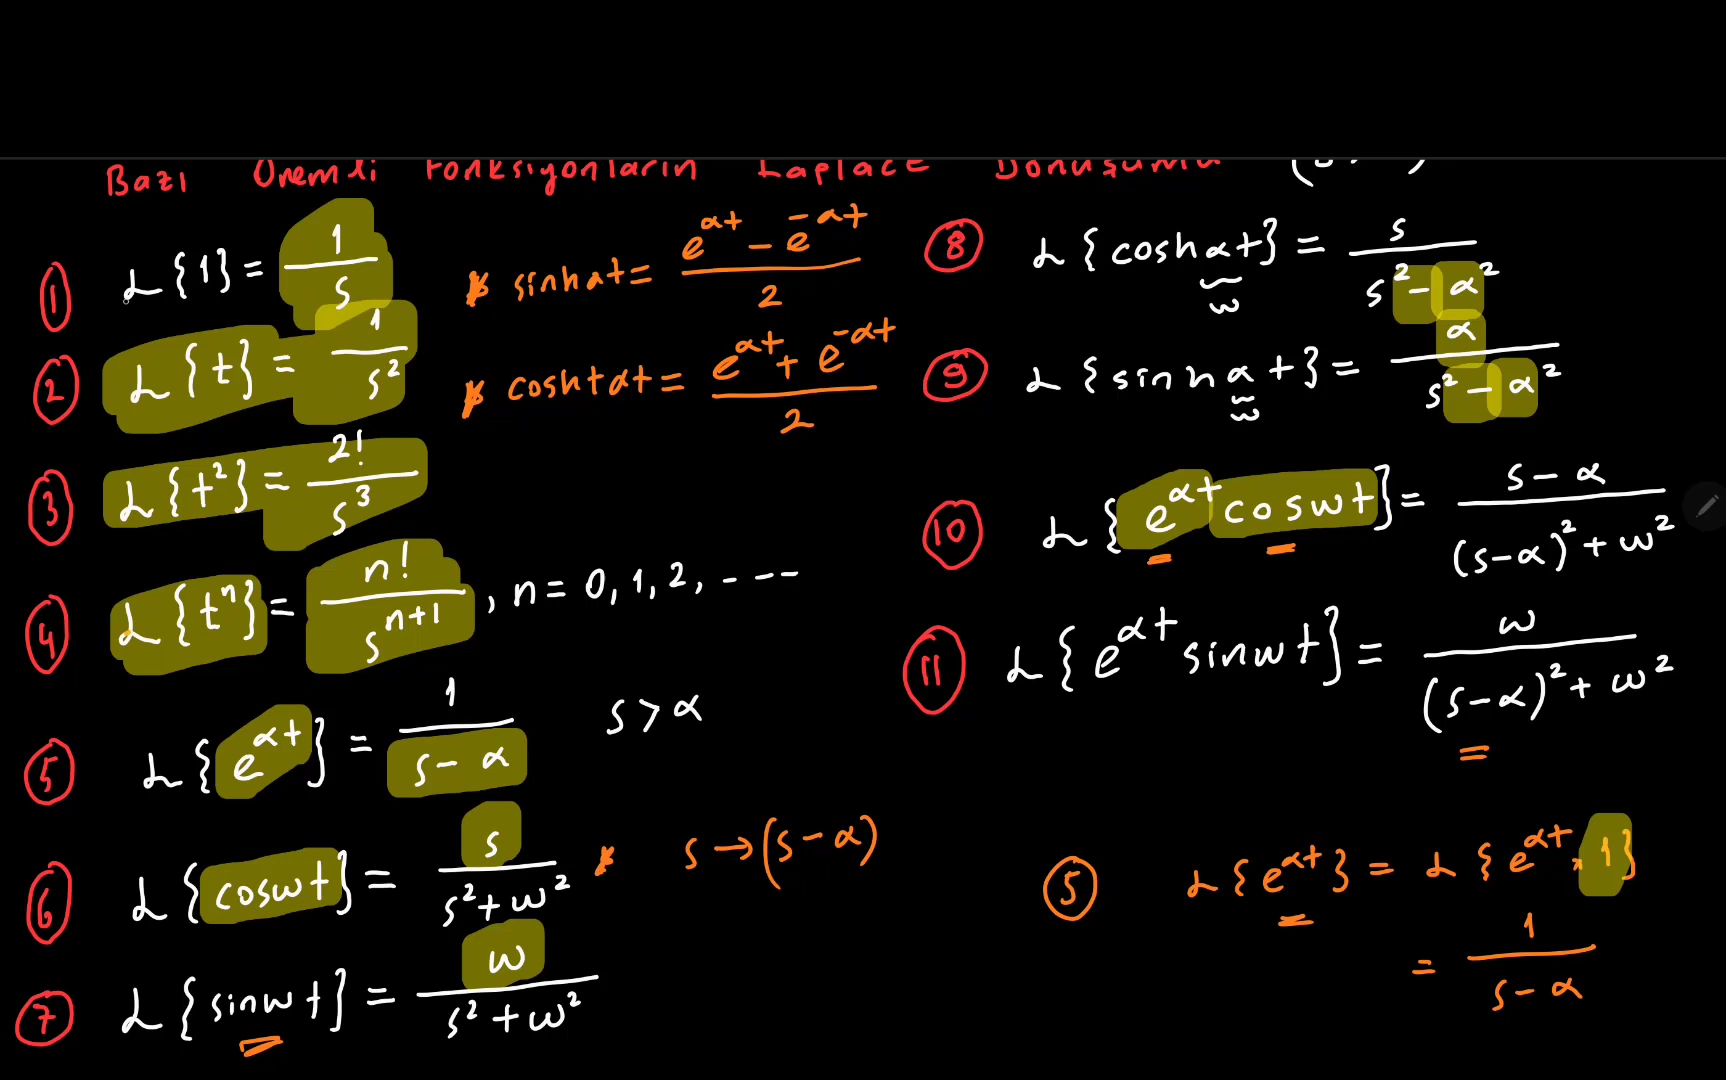 Bazı Önemli Fonksiyonların Laplace Dönüşümü
① L{1} = 1/s
② L{t} = 1/s²
③ L{t²} = 2!/s³
④ L{tⁿ} = n!/sⁿ⁺¹, n = 0, 1, 2, - - - -
⑤ L{e^αt} = 1/(s-α) s > α
⑥ L{coswt} = s/(s²+w²) * s → (s-α)
⑦ L{sinwt} = w/(s²+w²)
* sinhαt = (e^αt - e^-αt)/2
* coshtαt = (e^αt + e^-αt)/2
⑧ L{coshαt} = s/(s²-α²)
w
⑨ L{sinhαt} = α/(s²-α²)
w
⑩ L{e^αt coswt} = (s-α)/((s-α)²+w²)
⑪ L{e^αt sinwt} = w/((s-α)²+w²)
⑤ L{e^αt} = L{e^αt . 1}
= 1/(s-α)